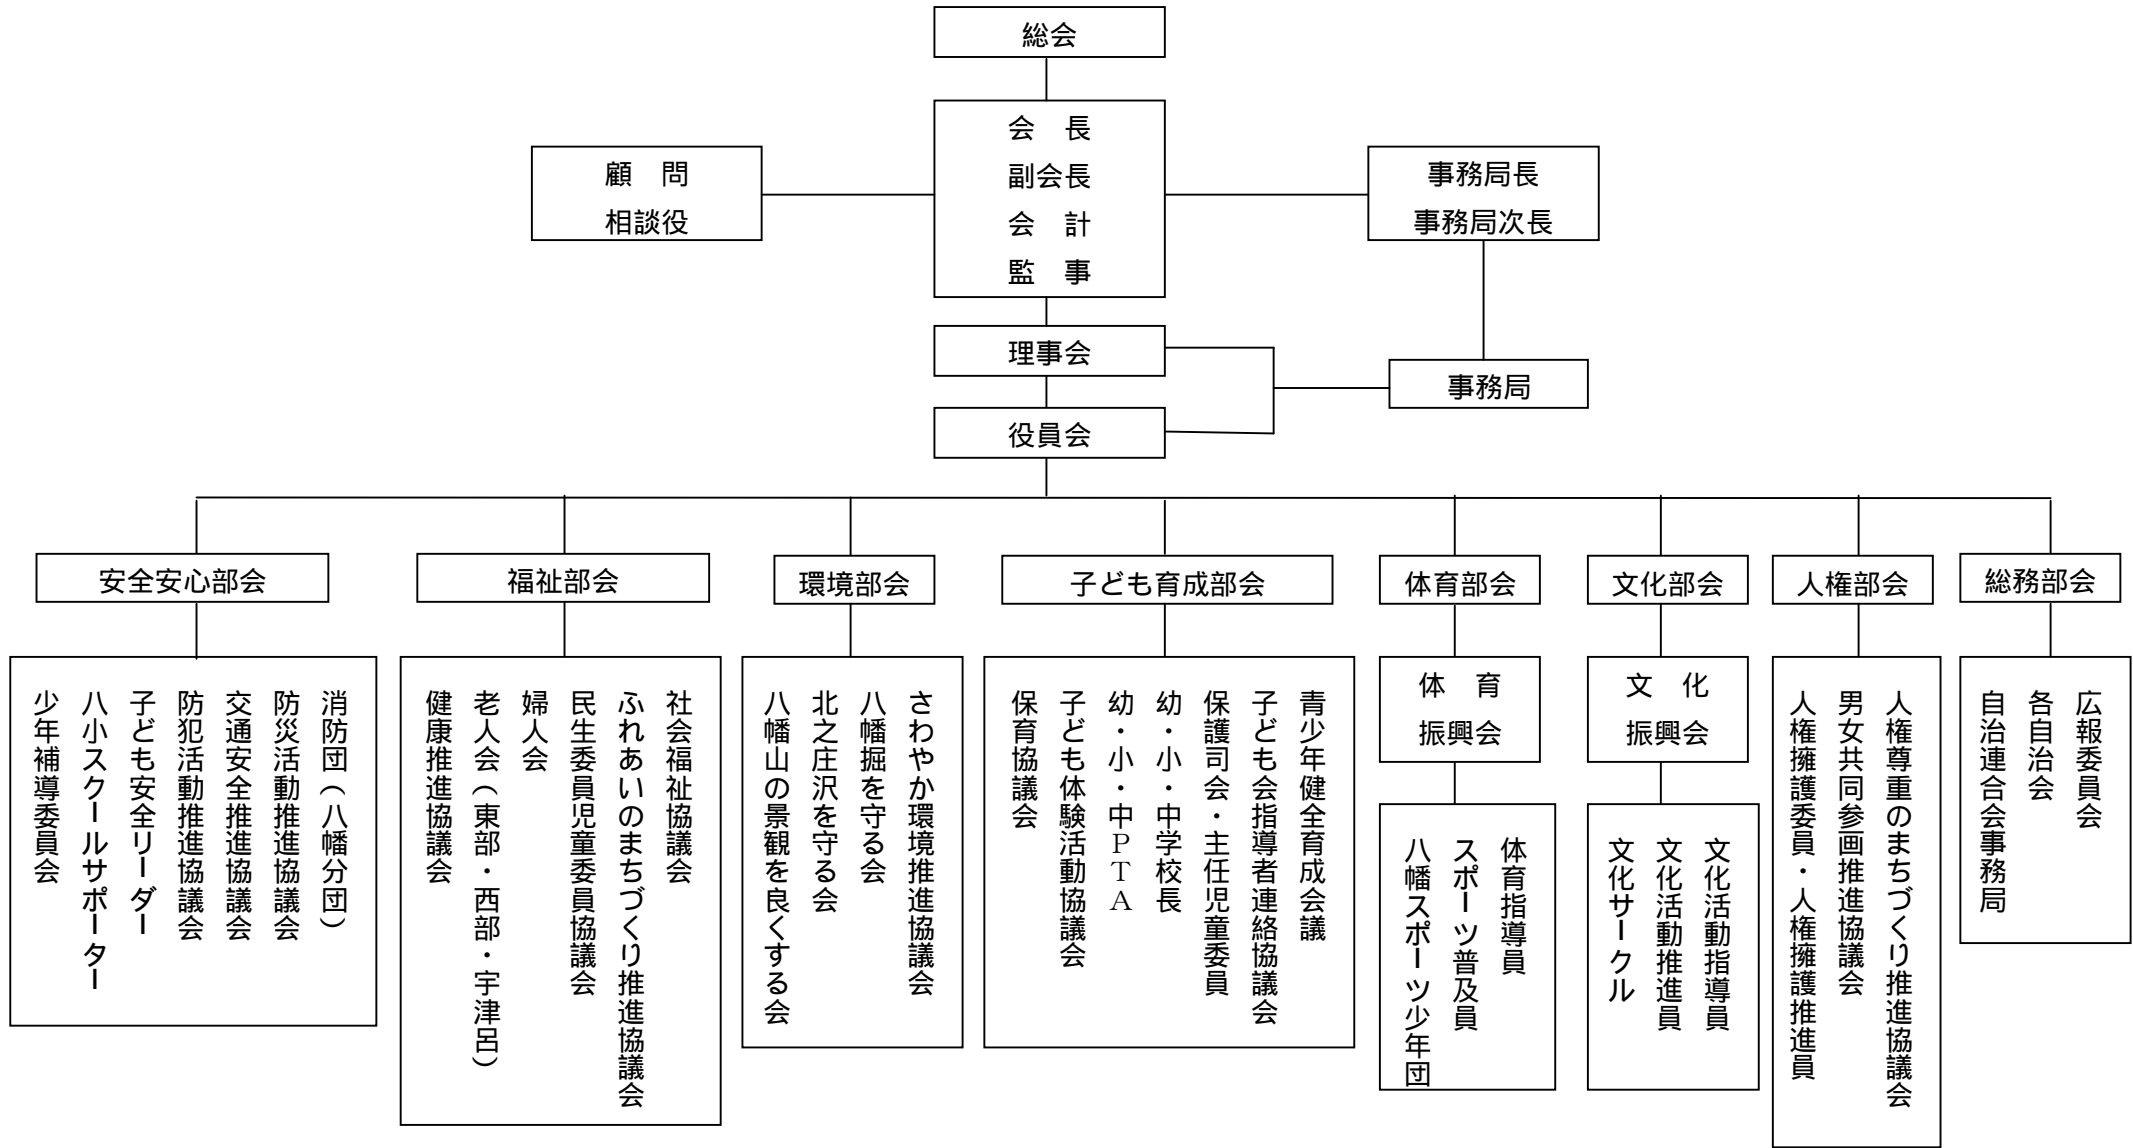 総会
会　長
副会長
会　計
監　事
顧　問
相談役
事務局長
事務局次長
理事会
事務局
役員会
安全安心部会
福祉部会
環境部会
子ども育成部会
体育部会
文化部会
人権部会
総務部会
消防団（八幡分団）
防災活動推進協議会
交通安全推進協議会
防犯活動推進協議会
子ども安全リーダー
八小スクールサポーター
少年補導委員会
社会福祉協議会
ふれあいのまちづくり推進協議会
民生委員児童委員協議会
婦人会
老人会（東部・西部・宇津呂）
健康推進協議会
さわやか環境推進協議会
八幡掘を守る会
北之庄沢を守る会
八幡山の景観を良くする会
青少年健全育成会議
子ども会指導者連絡協議会
保護司会・主任児童委員
幼・小・中学校長
幼・小・中ＰＴＡ
子ども体験活動協議会
保育協議会
体　育
振興会
体育指導員
スポーツ普及員
八幡スポーツ少年団
文　化
振興会
文化活動指導員
文化活動推進員
文化サークル
人権尊重のまちづくり推進協議会
男女共同参画推進協議会
人権擁護委員・人権擁護推進員
広報委員会
各自治会
自治連合会事務局